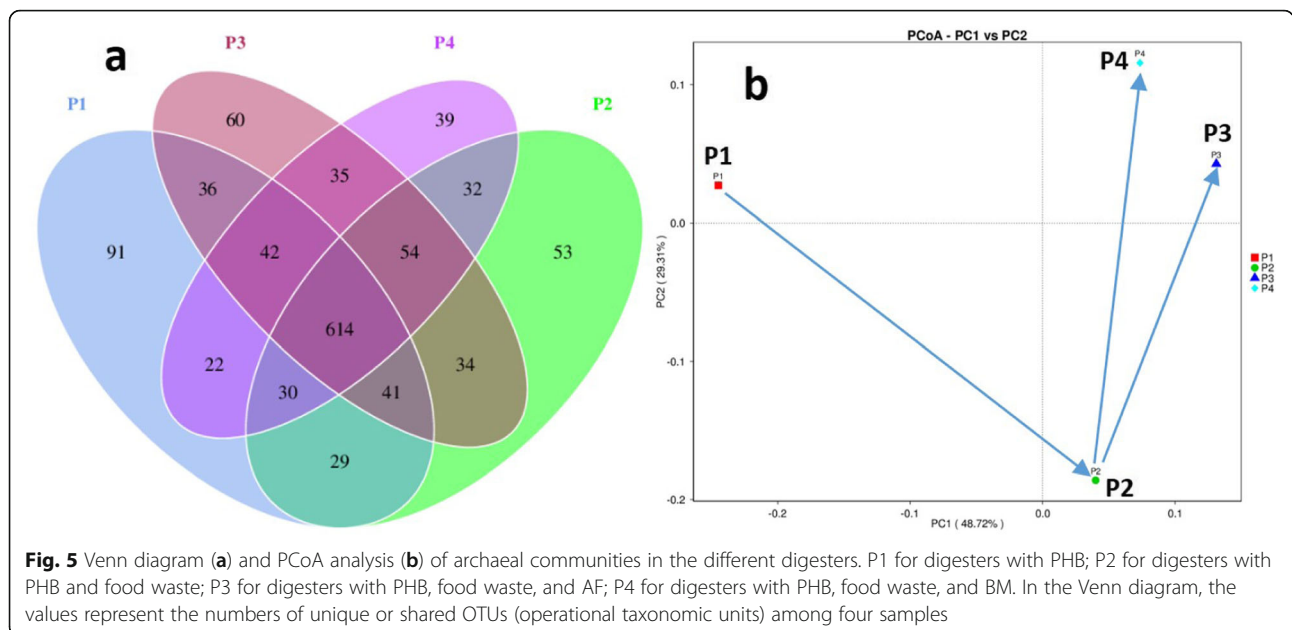 a
P1
P3
P4
P2
60
39
36
35
32
91
42
54
53
614
22
30
41
34
29
PCoA - PC1 vs PC2
b
P4
P4
P3
P3
P1
P1
P2
P2
0.1
0.0
-0.1
-0.2
PC2 ( 29.31% )
-0.2
-0.1
0.0
0.1
PC1 ( 48.72% )
P1
P2
P3
P4
Fig. 5 Venn diagram (a) and PCoA analysis (b) of archaeal communities in the different digesters. P1 for digesters with PHB; P2 for digesters with
PHB and food waste; P3 for digesters with PHB, food waste, and AF; P4 for digesters with PHB, food waste, and BM. In the Venn diagram, the
values represent the numbers of unique or shared OTUs (operational taxonomic units) among four samples